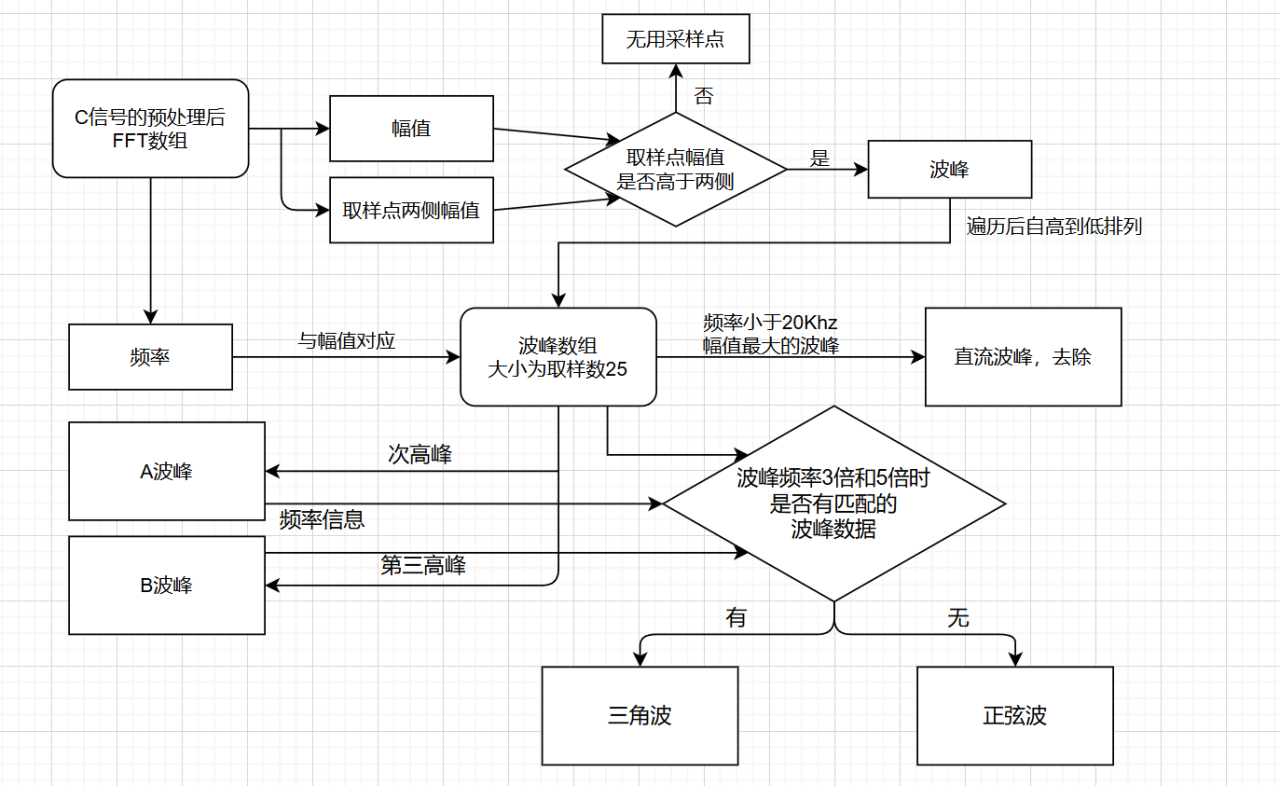 无用采样点
否
C信号的预处理后
FFT数组
幅值
取样点幅值
是否高于两侧
是
波峰
取样点两侧幅值
遍历后自高到低排列
频率
与幅值对应
波峰数组
大小为取样数25
频率小于20Khz
幅值最大的波峰
直流波峰，去除
A波峰
次高峰
频率信息
波峰频率3倍和5倍时
是否有匹配的
波峰数据
B波峰
第三高峰
有
无
三角波
正弦波